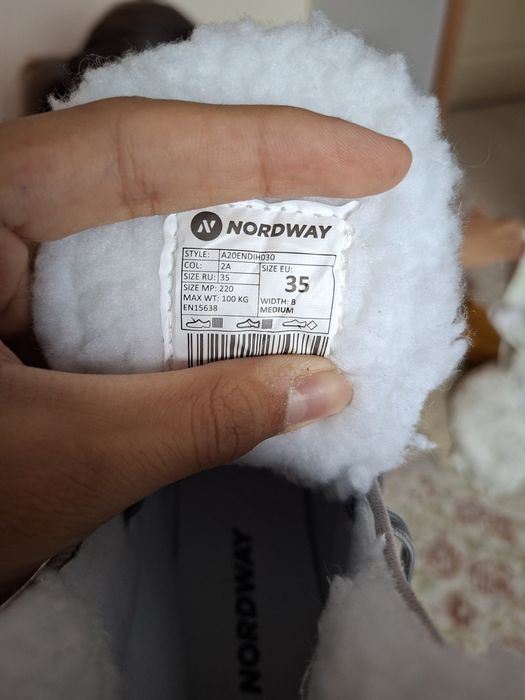 NORDWAY
STYLE: A20ENDIH030
COL: 2A
SIZE RU: 35
SIZE MP: 220
MAX WT: 100 KG
EN15638
SIZE EU:
35
WIDTH: B
MEDIUM
NORDWAY